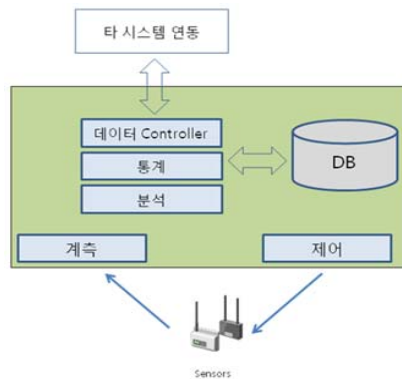 타 시스템 연동
데이터 Controller
통계
분석
DB
계측
제어
Sensors